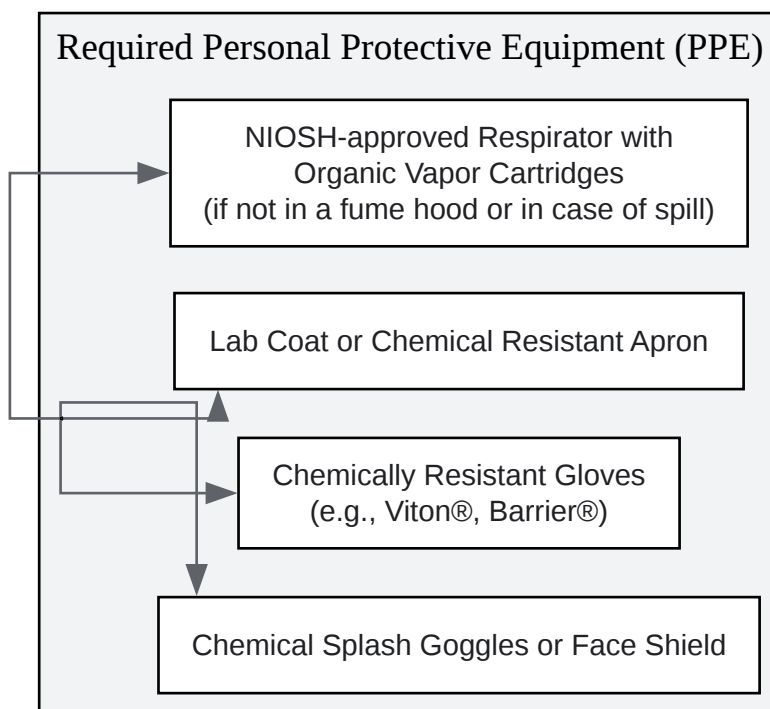 Required Personal Protective Equipment (PPE)
NIOSH-approved Respirator with
Organic Vapor Cartridges
(if not in a fume hood or in case of spill)
Lab Coat or Chemical Resistant Apron
Chemically Resistant Gloves
(e.g., Viton®, Barrier®)
Chemical Splash Goggles or Face Shield